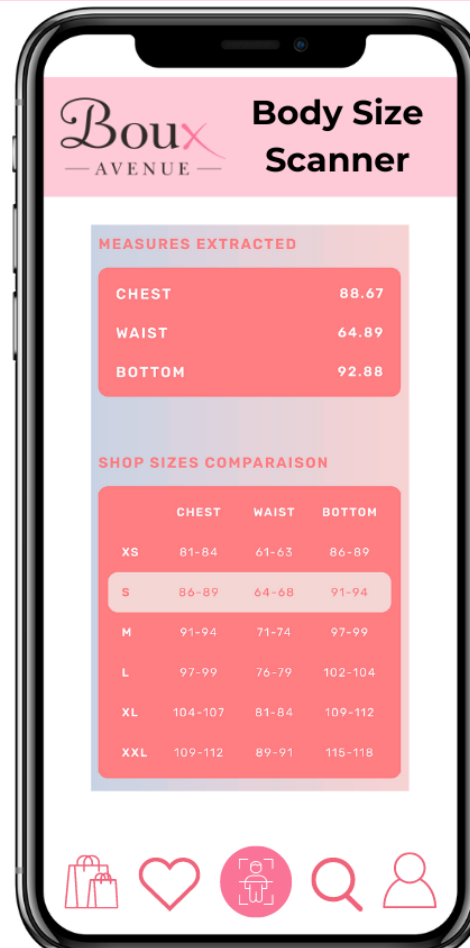 Boux
AVENUE
Body Size
Scanner
MEASURES EXTRACTED
CHEST 88.67
WAIST 64.89
BOTTOM 92.88
SHOP SIZES COMPARAISON
CHEST WAIST BOTTOM
XS 81-84 61-63 86-89
S 86-89 64-68 91-94
M 91-94 71-74 97-99
L 97-99 76-79 102-104
XL 104-107 81-84 109-112
XXL 109-112 89-91 115-118